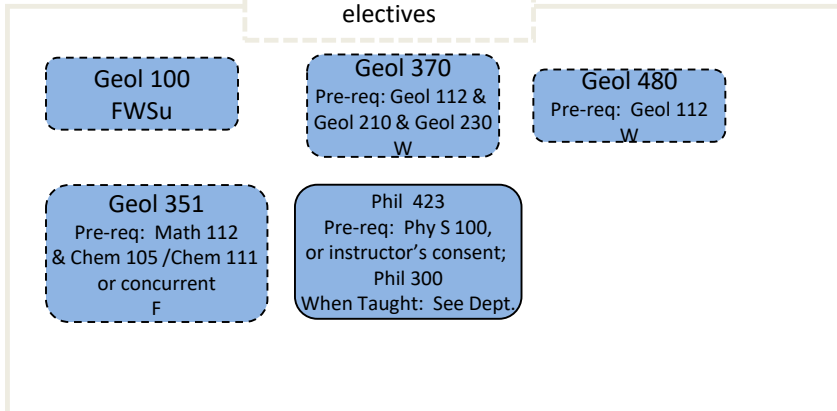 electives
Geol 100
FWSu
Geol 370
Pre-req: Geol 112 &
Geol 210 & Geol 230
W
Geol 480
Pre-req: Geol 112
W
Geol 351
Pre-req: Math 112
& Chem 105 /Chem 111
or concurrent
F
Phil 423
Pre-req: Phy S 100,
or instructor’s consent;
Phil 300
When Taught: See Dept.